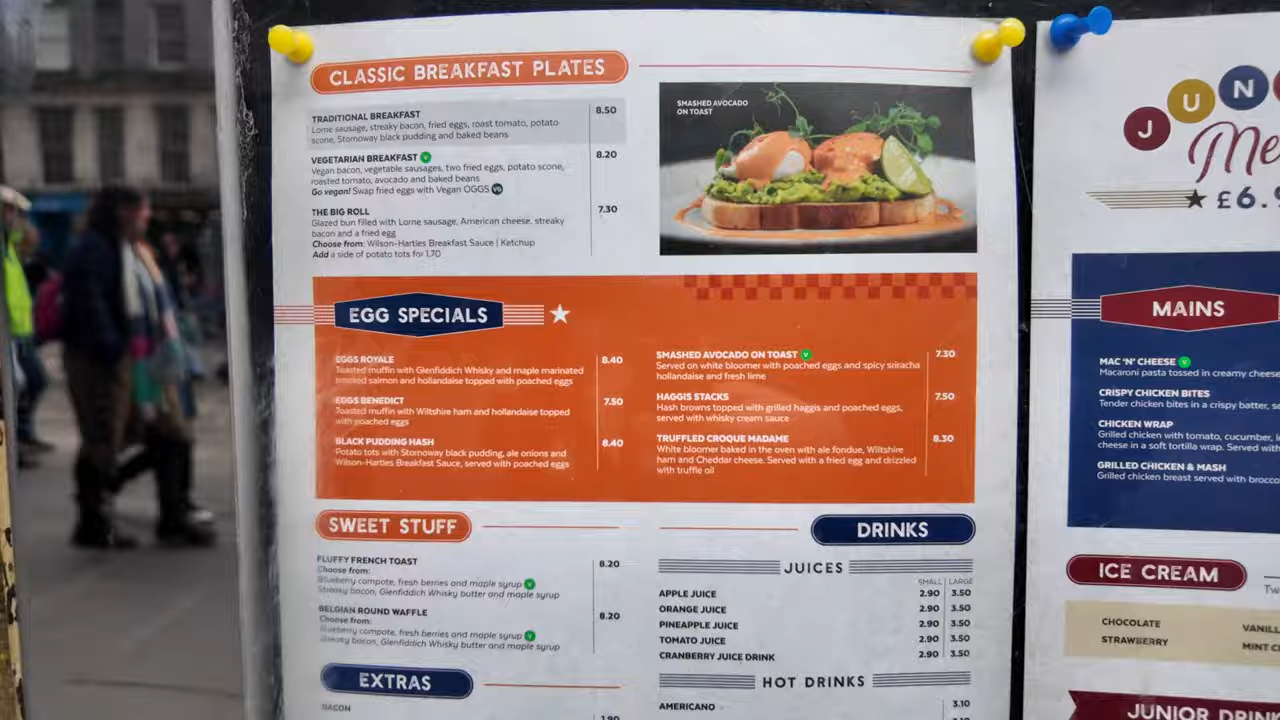 CLASSIC BREAKFAST PLATES
TRADITIONAL BREAKFAST 8.50
Lorne sausage, streaky bacon, fried eggs, roast tomato, potato
scone, Stornoway black pudding and baked beans
VEGETARIAN BREAKFAST V 8.20
Vegan bacon, vegetable sausages, two fried eggs, potato scone,
roasted tomato, avocado and baked beans
Go vegan! Swap fried eggs with Vegan OGGS VG
THE BIG ROLL 7.30
Glazed bun filled with Lorne sausage, American cheese, streaky
bacon and a fried egg
Choose from: Wilson-Harties Breakfast Sauce | Ketchup
Add a side of potato tots for 1.70
SMASHED AVOCADO
ON TOAST
EGG SPECIALS
EGGS ROYALE 8.40
Toasted muffin with Glenfiddich Whisky and maple marinated
smoked salmon and hollandaise topped with poached eggs
EGGS BENEDICT 7.50
Toasted muffin with Wiltshire ham and hollandaise topped
with poached eggs
BLACK PUDDING HASH 8.40
Potato tots with Stornoway black pudding, ale onions and
Wilson-Harties Breakfast Sauce, served with poached eggs
SMASHED AVOCADO ON TOAST V 7.30
Served on white bloomer with poached eggs and spicy sriracha
hollandaise and fresh lime
HAGGIS STACKS 7.50
Hash browns topped with grilled haggis and poached eggs,
served with whisky cream sauce
TRUFFLED CROQUE MADAME 8.30
White bloomer baked in the oven with ale fondue, Wiltshire
ham and Cheddar cheese. Served with a fried egg and drizzled
with truffle oil
SWEET STUFF
FLUFFY FRENCH TOAST 8.20
Choose from:
Blueberry compote, fresh berries and maple syrup V
Streaky bacon, Glenfiddich Whisky butter and maple syrup
BELGIAN ROUND WAFFLE 8.20
Choose from:
Blueberry compote, fresh berries and maple syrup V
Streaky bacon, Glenfiddich Whisky butter and maple syrup
EXTRAS
BACON 1.90
DRINKS
JUICES
SMALL LARGE
APPLE JUICE 2.90 3.50
ORANGE JUICE 2.90 3.50
PINEAPPLE JUICE 2.90 3.50
TOMATO JUICE 2.90 3.50
CRANBERRY JUICE DRINK 2.90 3.50
HOT DRINKS
AMERICANO 3.10
J U N
Me
£6.9
MAINS
MAC 'N' CHEESE V
Macaroni pasta tossed in creamy cheese
CRISPY CHICKEN BITES
Tender chicken bites in a crispy batter,
CHICKEN WRAP
Grilled chicken with tomato, cucumber,
cheese in a soft tortilla wrap. Served with
GRILLED CHICKEN & MASH
Grilled chicken breast served with brocco
ICE CREAM
Tw
CHOCOLATE VANILL
STRAWBERRY MINT C
JUNIOR DRIN